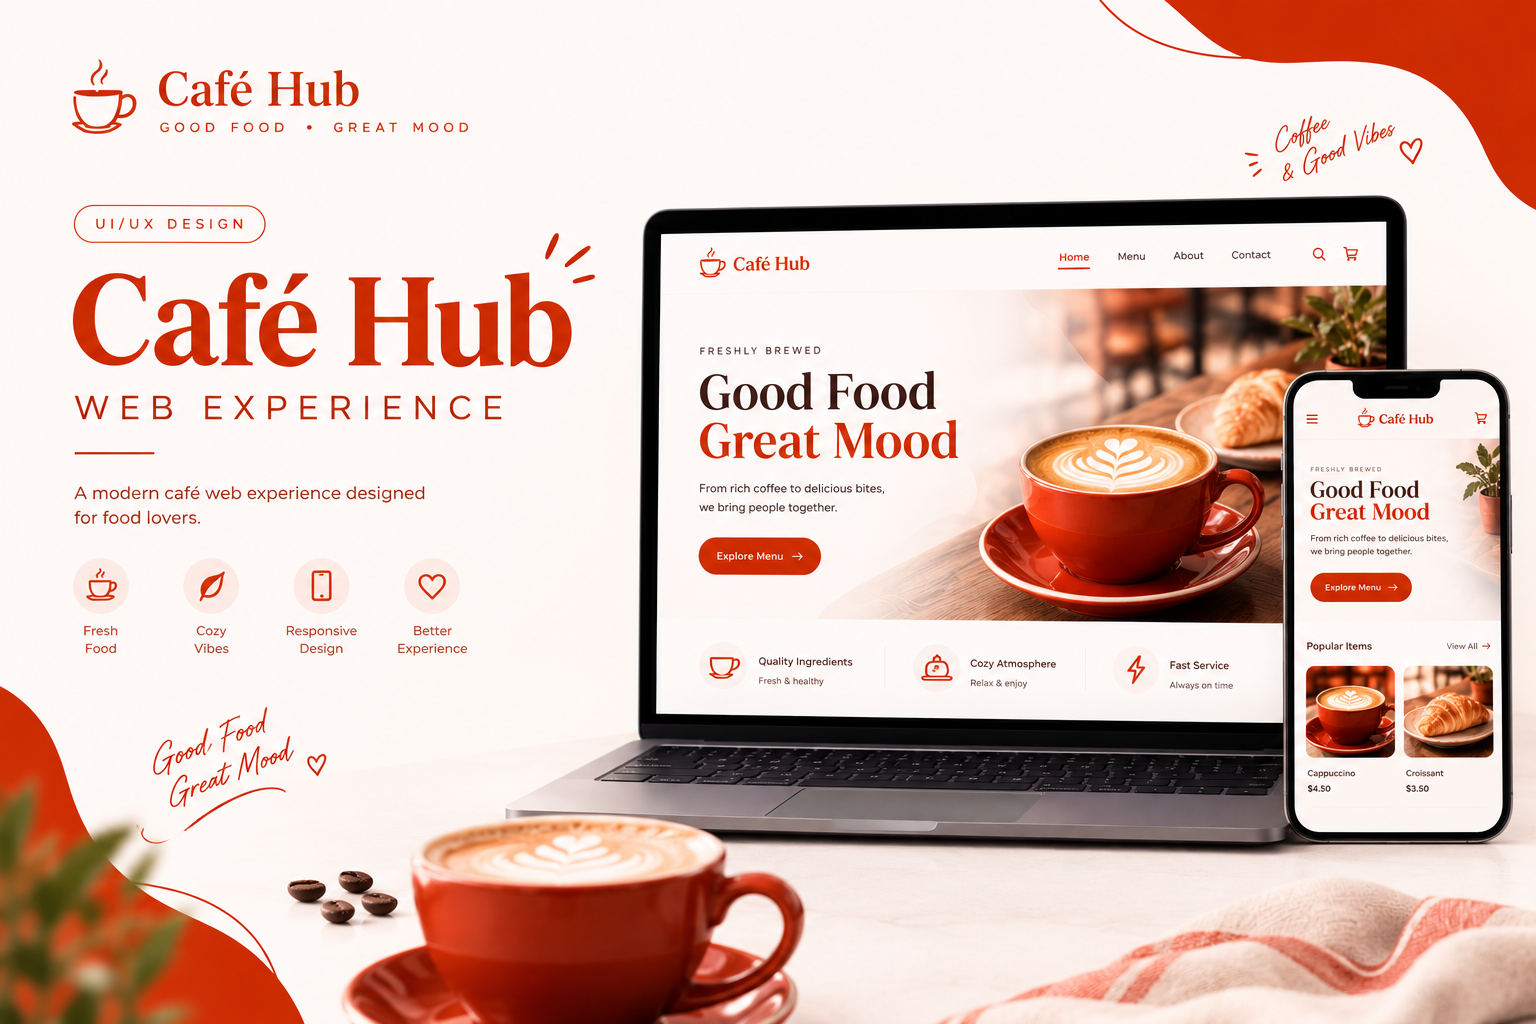 Café Hub
GOOD FOOD • GREAT MOOD
Coffee
& Good Vibes
UI/UX DESIGN
Café Hub
WEB EXPERIENCE
A modern café web experience designed
for food lovers.
Fresh
Food
Cozy
Vibes
Responsive
Design
Better
Experience
Good Food
Great Mood
Café Hub
Home
Menu
About
Contact
FRESHLY BREWED
Good Food
Great Mood
From rich coffee to delicious bites,
we bring people together.
Explore Menu →
Quality Ingredients
Fresh & healthy
Cozy Atmosphere
Relax & enjoy
Fast Service
Always on time
Café Hub
FRESHLY BREWED
Good Food
Great Mood
From rich coffee to delicious bites,
we bring people together.
Explore Menu →
Popular Items
View All →
Cappuccino
$4.50
Croissant
$3.50